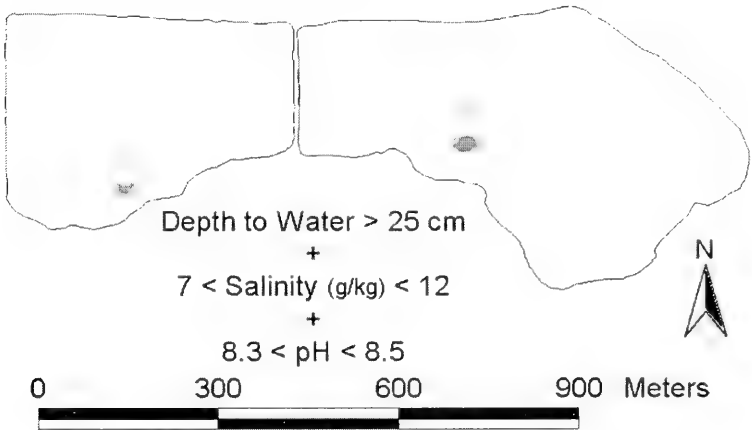 Depth to Water > 25 cm
+
7 < Salinity (g/kg) < 12
+
8.3 < pH < 8.5
N
0 300 600 900 Meters